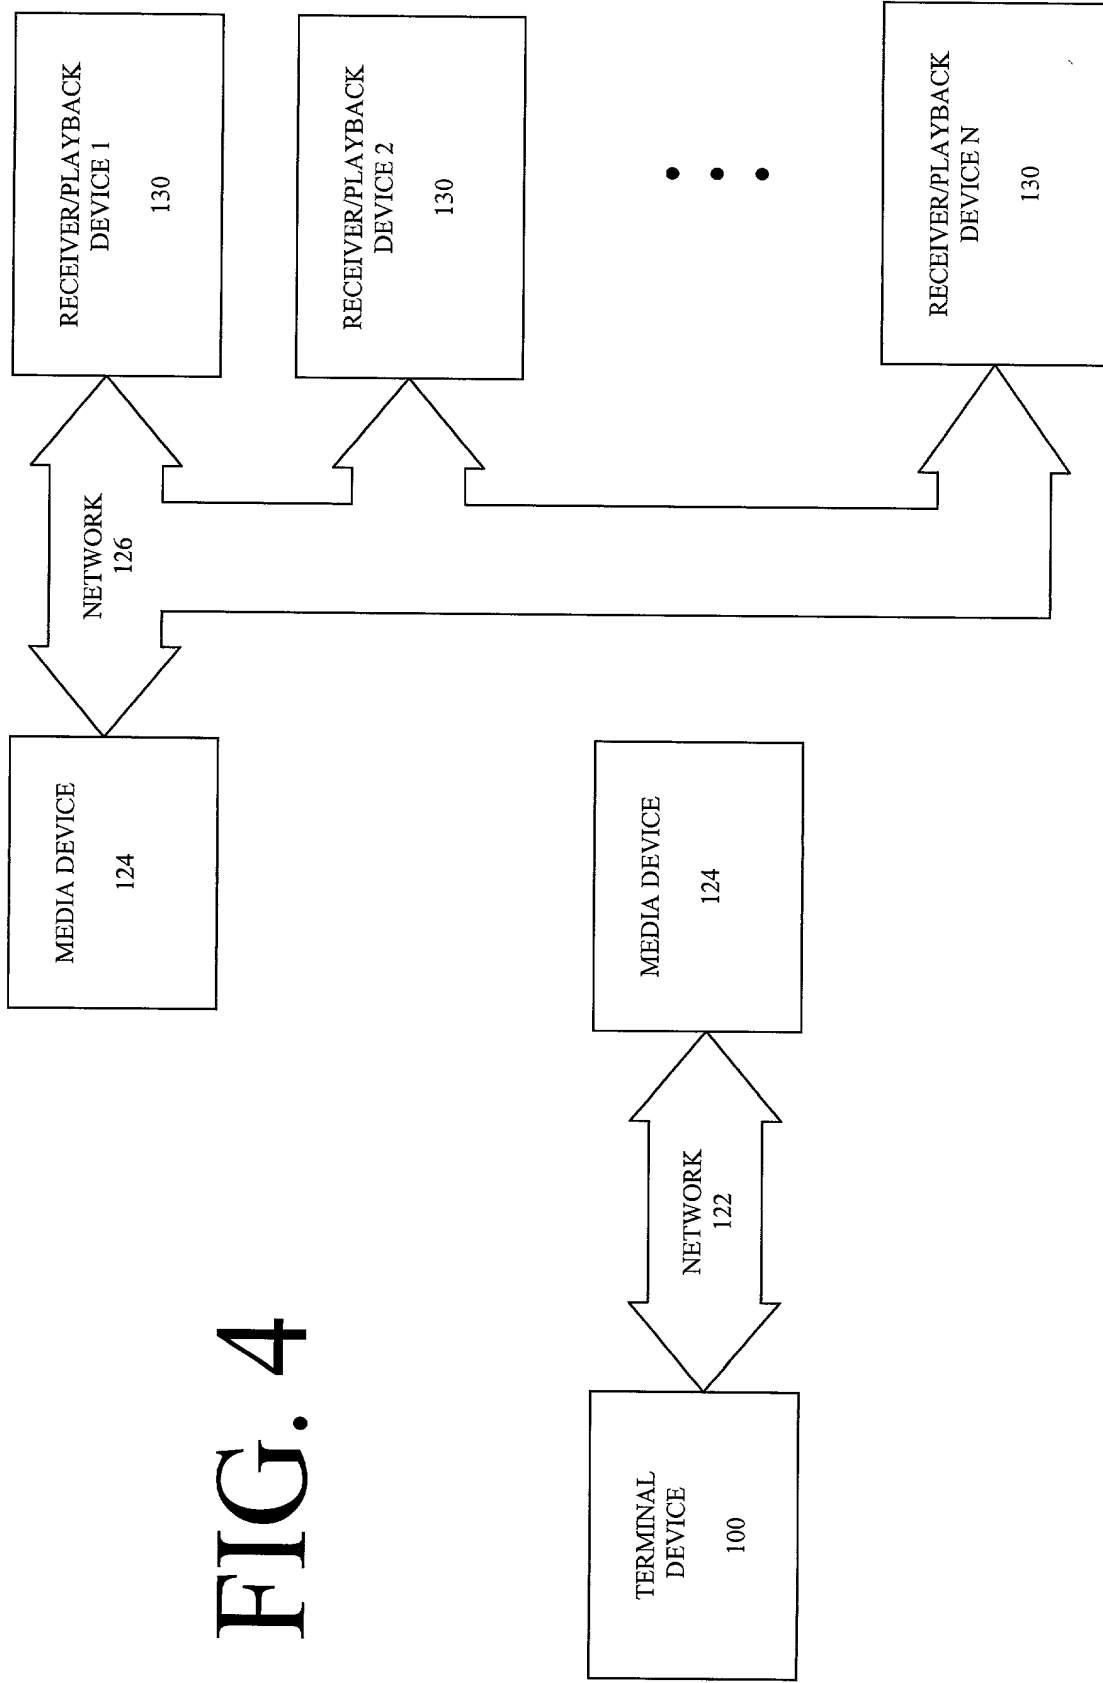 FIG. 4
MEDIA DEVICE
124
NETWORK
126
RECEIVER/PLAYBACK
DEVICE 1
130
RECEIVER/PLAYBACK
DEVICE 2
130
TERMINAL
DEVICE
100
NETWORK
122
MEDIA DEVICE
124
RECEIVER/PLAYBACK
DEVICE N
130